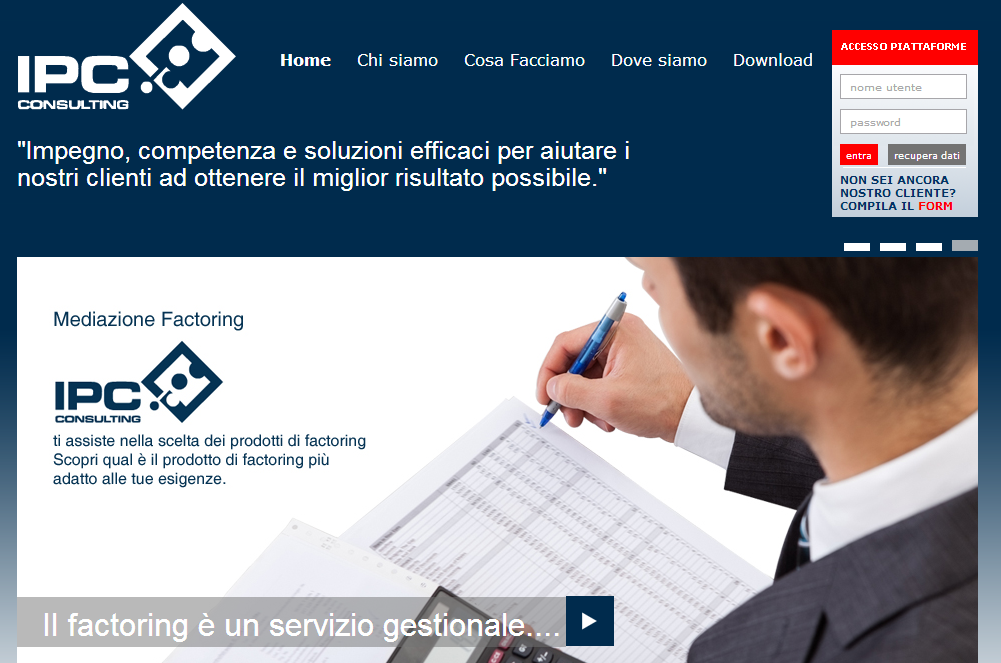 IPC
CONSULTING
Home Chi siamo Cosa Facciamo Dove siamo Download
ACCESSO PIATTAFORME
nome utente
password
entra recupera dati
NON SEI ANCORA
NOSTRO CLIENTE?
COMPILA IL FORM
"Impegno, competenza e soluzioni efficaci per aiutare i
nostri clienti ad ottenere il miglior risultato possibile."
Mediazione Factoring
IPC
CONSULTING
ti assiste nella scelta dei prodotti di factoring
Scopri qual è il prodotto di factoring più
adatto alle tue esigenze.
Il factoring è un servizio gestionale....